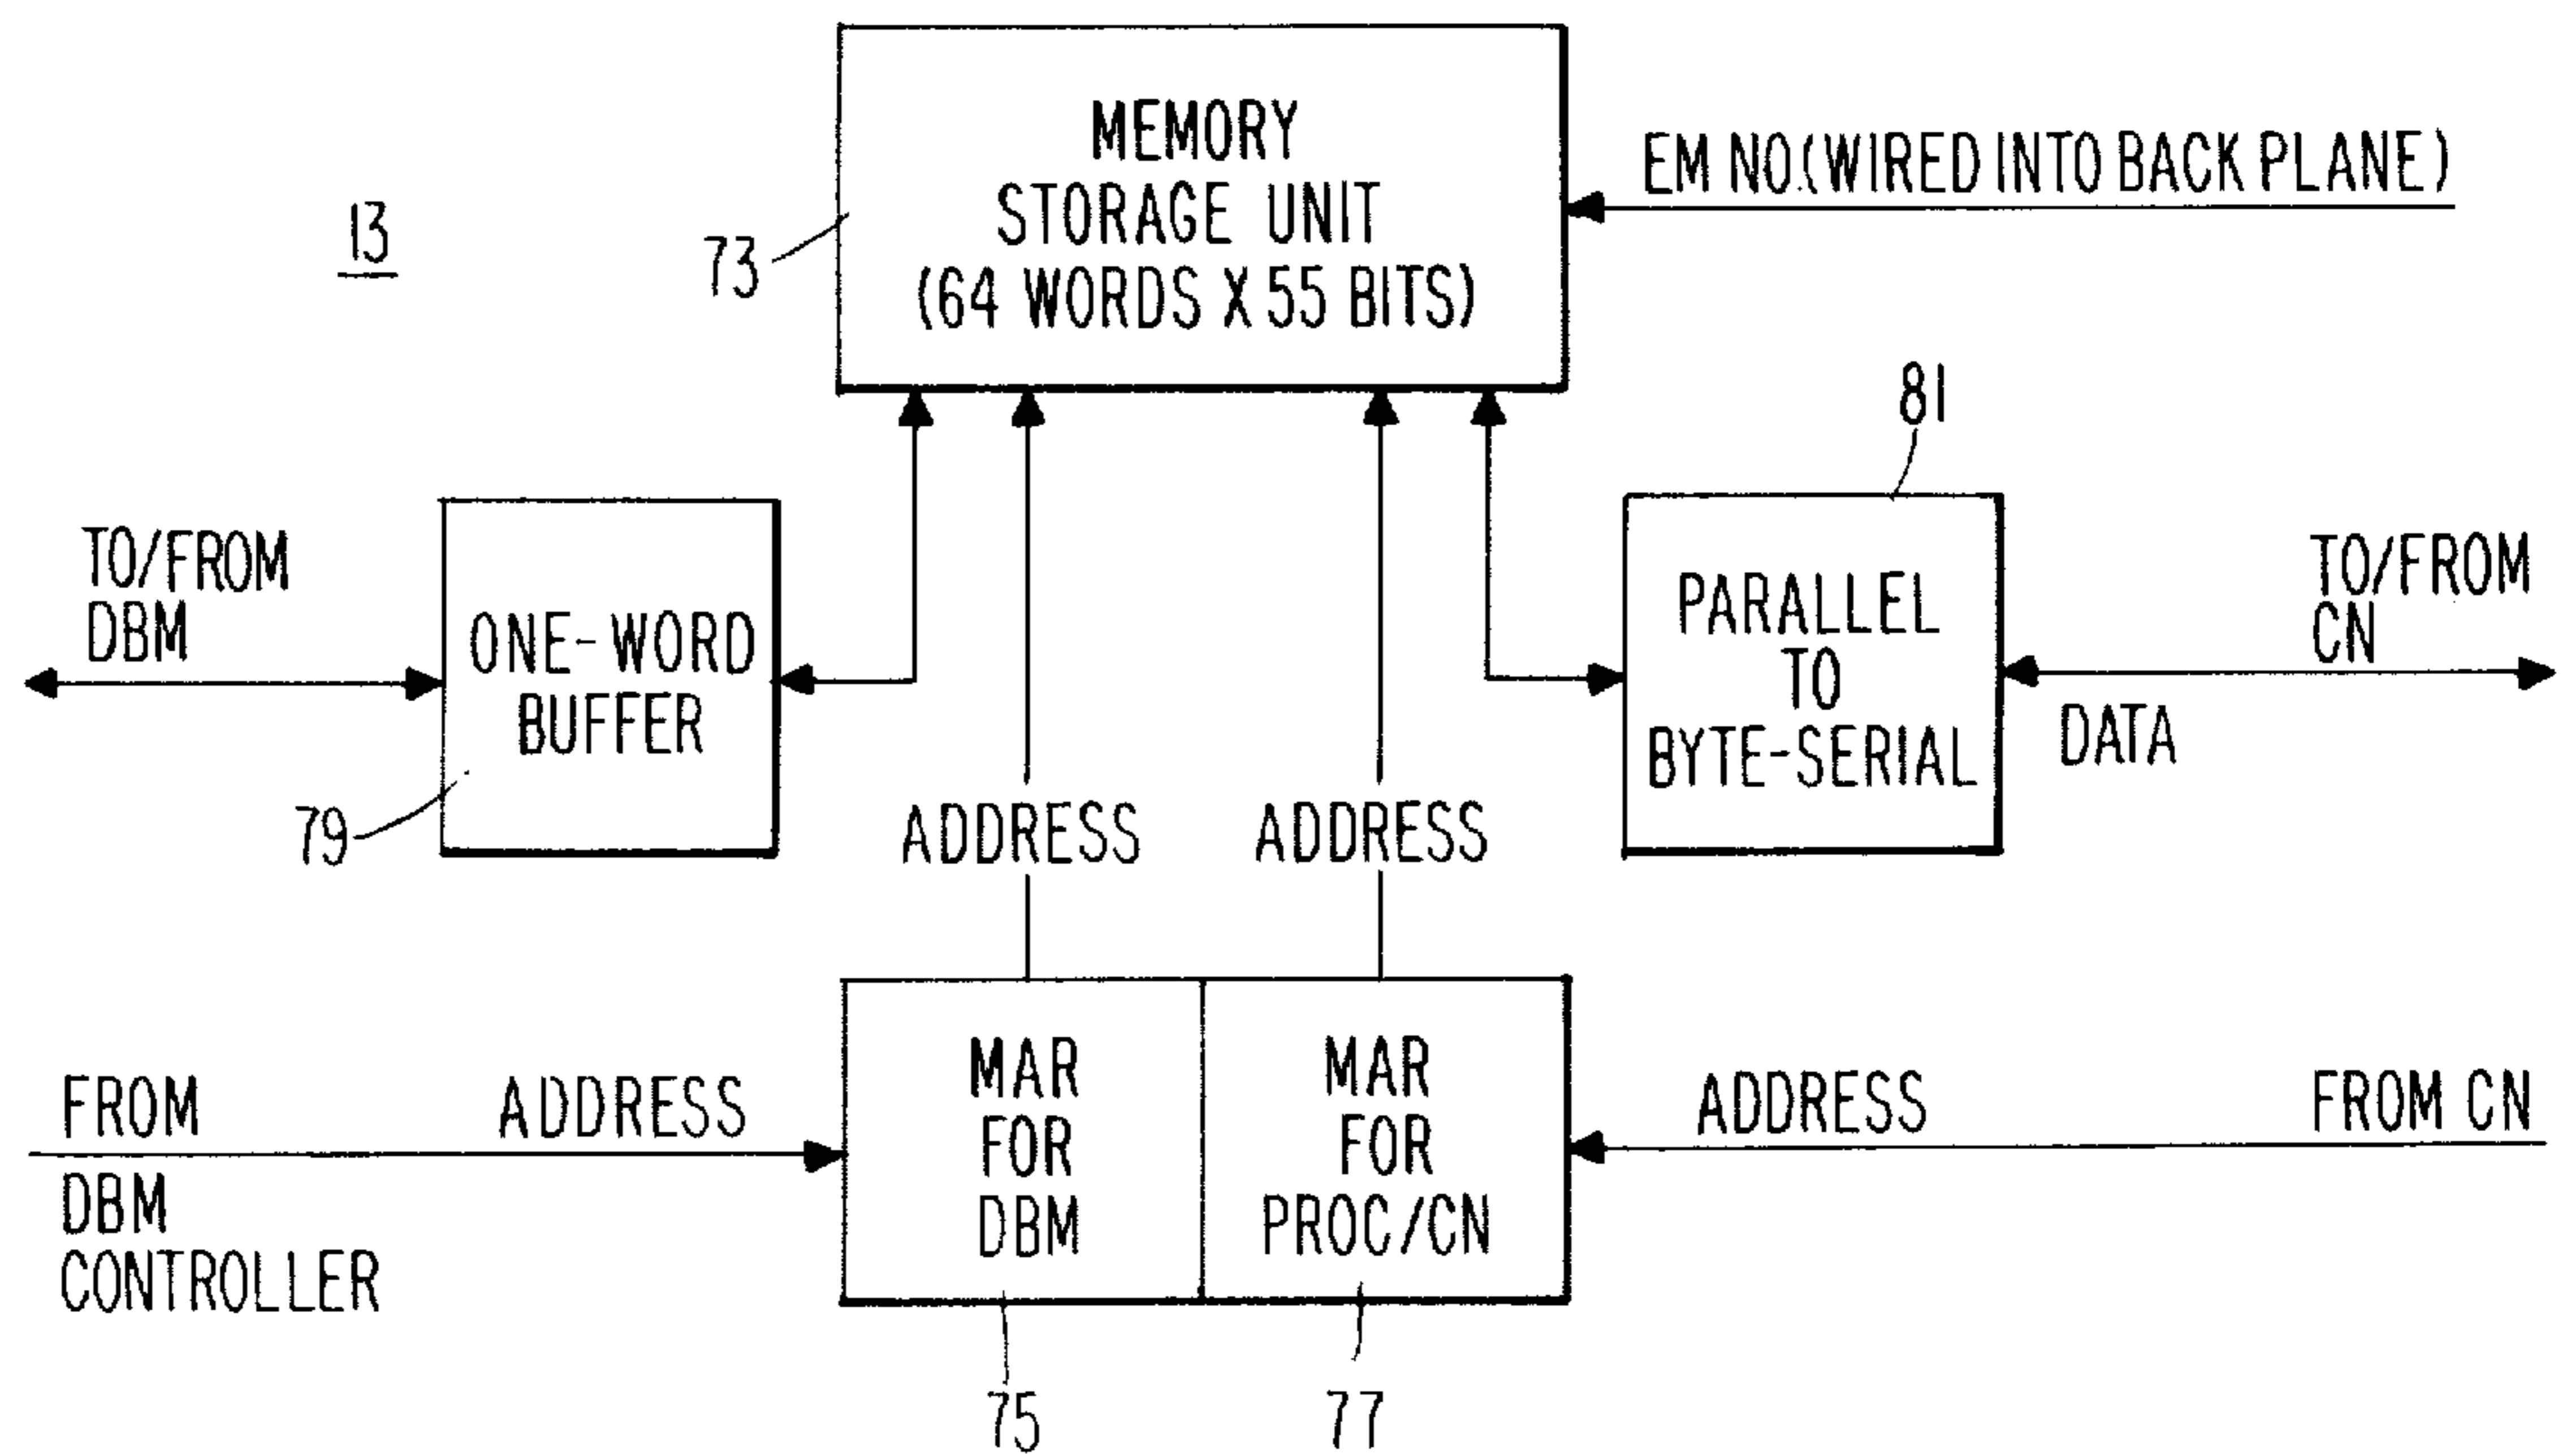 MEMORY
STORAGE UNIT
(64 WORDS X 55 BITS)
EM NO.(WIRED INTO BACK PLANE)
13
73
81
TO/FROM
DBM
ONE-WORD
BUFFER
79
PARALLEL
TO
BYTE-SERIAL
TO/FROM
CN
DATA
ADDRESS
ADDRESS
FROM
DBM
CONTROLLER
ADDRESS
MAR
FOR
DBM
MAR
FOR
PROC/CN
ADDRESS
FROM CN
75
77